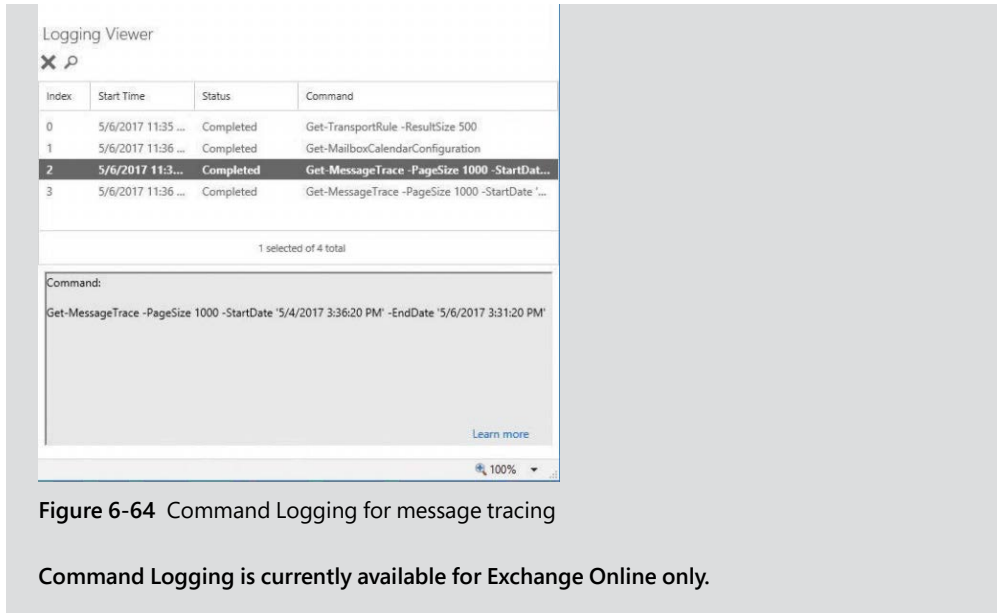 Logging Viewer
Index Start Time Status Command
0 5/6/2017 11:35 ... Completed Get-TransportRule -ResultSize 500
1 5/6/2017 11:36 ... Completed Get-MailboxCalendarConfiguration
2 5/6/2017 11:3... Completed Get-MessageTrace -PageSize 1000 -StartDat...
3 5/6/2017 11:36 ... Completed Get-MessageTrace -PageSize 1000 -StartDate '...
1 selected of 4 total
Command:
Get-MessageTrace -PageSize 1000 -StartDate '5/4/2017 3:36:20 PM' -EndDate '5/6/2017 3:31:20 PM'
Learn more
100%
Figure 6-64 Command Logging for message tracing
Command Logging is currently available for Exchange Online only.